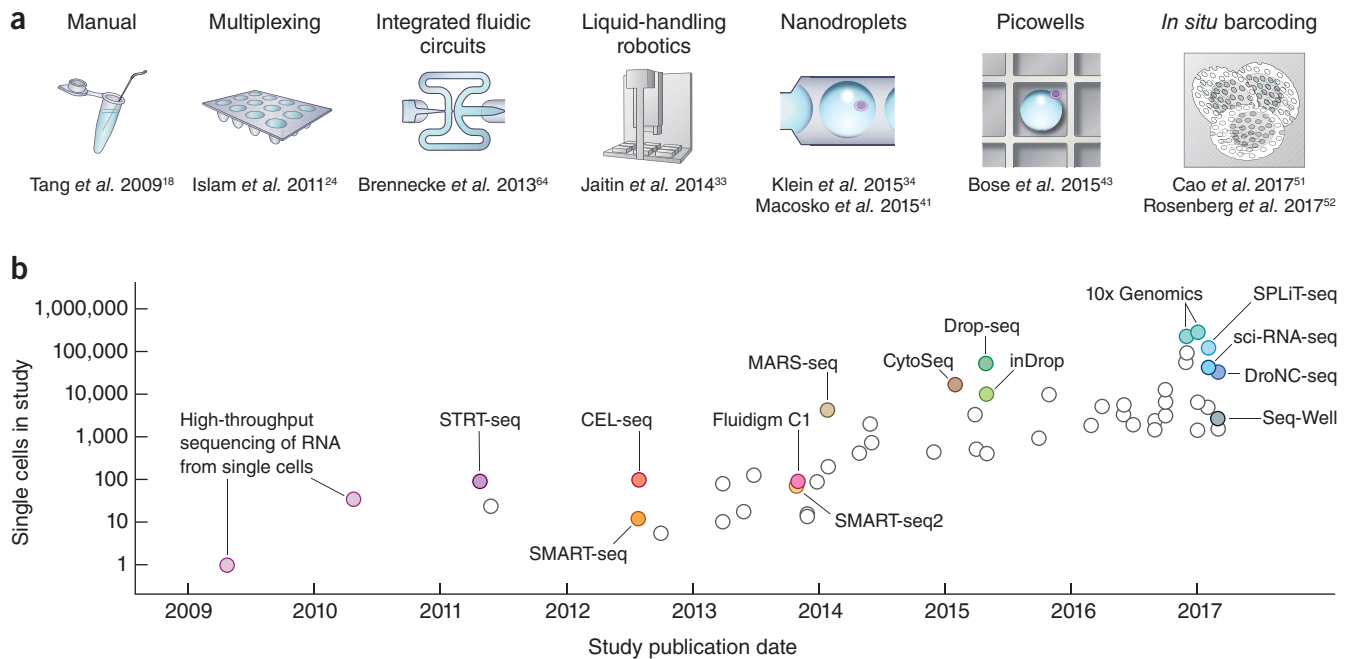 a
Manual
Multiplexing
Integrated fluidic
circuits
Liquid-handling
robotics
Nanodroplets
Picowells
In situ barcoding
Tang et al. 2009¹⁸
Islam et al. 2011²⁴
Brennecke et al. 2013⁶⁴
Jaitin et al. 2014³³
Klein et al. 2015³⁴
Macosko et al. 2015⁴¹
Bose et al. 2015⁴³
Cao et al. 2017⁵¹
Rosenberg et al. 2017⁵²
b
Single cells in study
1,000,000
100,000
10,000
1,000
100
10
1
High-throughput
sequencing of RNA
from single cells
STRT-seq
CEL-seq
SMART-seq
Fluidigm C1
SMART-seq2
MARS-seq
CytoSeq
Drop-seq
inDrop
10x Genomics
SPLiT-seq
sci-RNA-seq
DroNC-seq
Seq-Well
2009
2010
2011
2012
2013
2014
2015
2016
2017
Study publication date